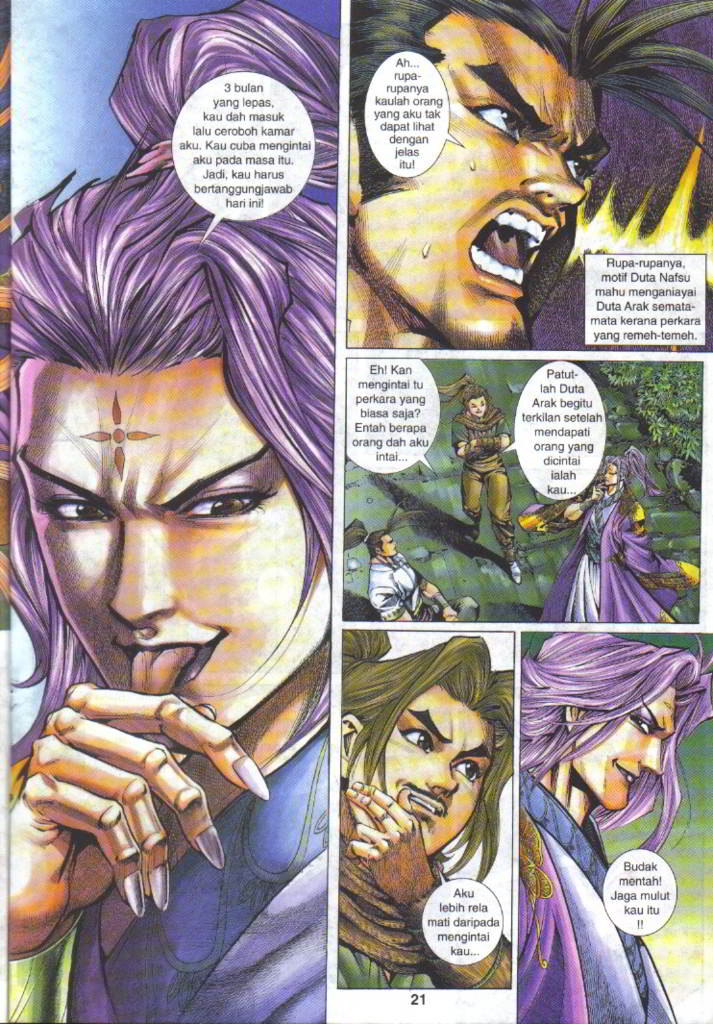 3 bulan
yang lepas,
kau dah masuk
lalu ceroboh kamar
aku. Kau cuba mengintai
aku pada masa itu.
Jadi, kau harus
bertanggungjawab
hari ini!
Ah...
rupa-
rupanya
kaulah orang
yang aku tak
dapat lihat
dengan
jelas
itu!
Rupa-rupanya,
motif Duta Nafsu
mahu menganiayai
Duta Arak semata-
mata kerana perkara
yang remeh-temeh.
Eh! Kan
mengintai tu
perkara yang
biasa saja?
Entah berapa
orang dah aku
intai...
Patut-
lah Duta
Arak begitu
terkilan setelah
mendapati
orang yang
dicintai
ialah
kau...
Aku
lebih rela
mati daripada
mengintai
kau...
Budak
mentah!
Jaga mulut
kau itu
!!
21